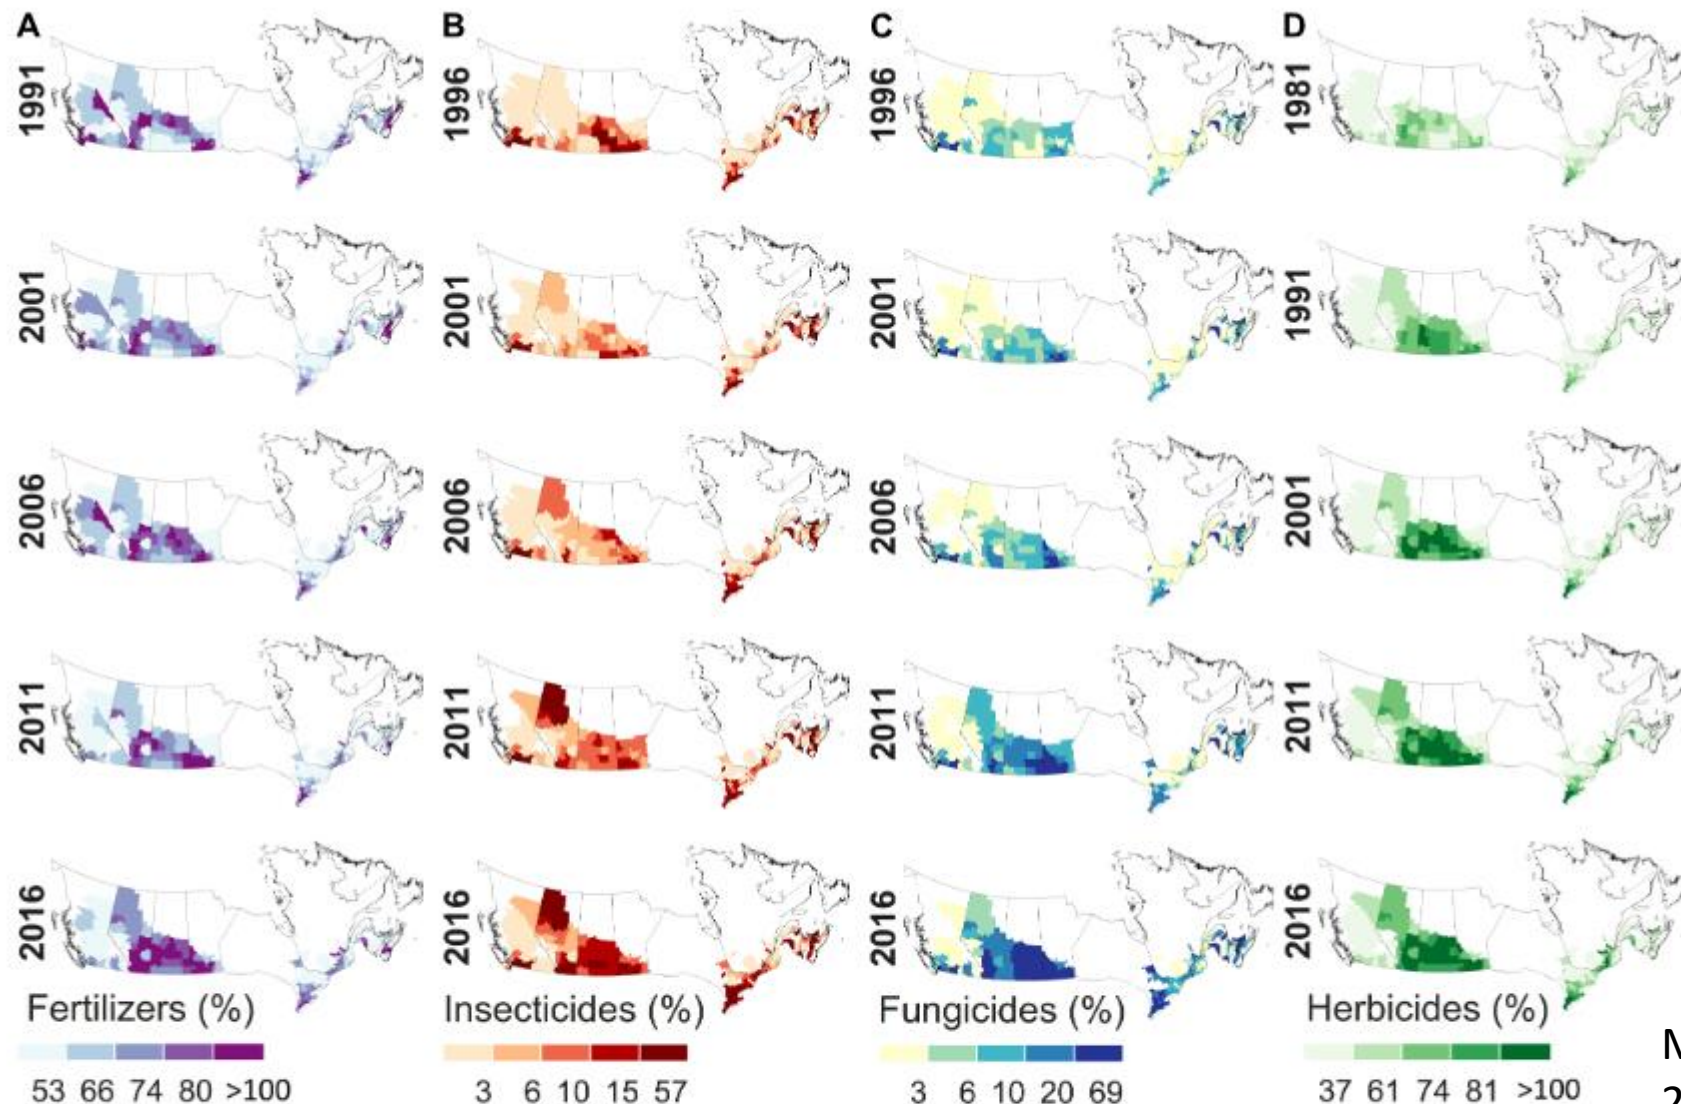 A B C D
1991 1996 1996 1981
2001 2001 2001 1991
2006 2006 2006 2001
2011 2011 2011 2011
2016 2016 2016 2016
Fertilizers (%) Insecticides (%) Fungicides (%) Herbicides (%)
53 66 74 80 >100 3 6 10 15 57 3 6 10 20 69 37 61 74 81 >100